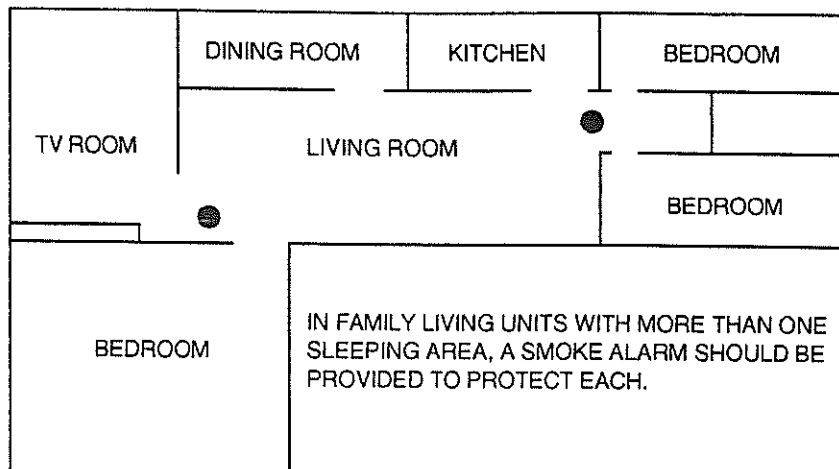 DINING ROOM
KITCHEN
BEDROOM
TV ROOM
LIVING ROOM
BEDROOM
BEDROOM
IN FAMILY LIVING UNITS WITH MORE THAN ONE
SLEEPING AREA, A SMOKE ALARM SHOULD BE
PROVIDED TO PROTECT EACH.